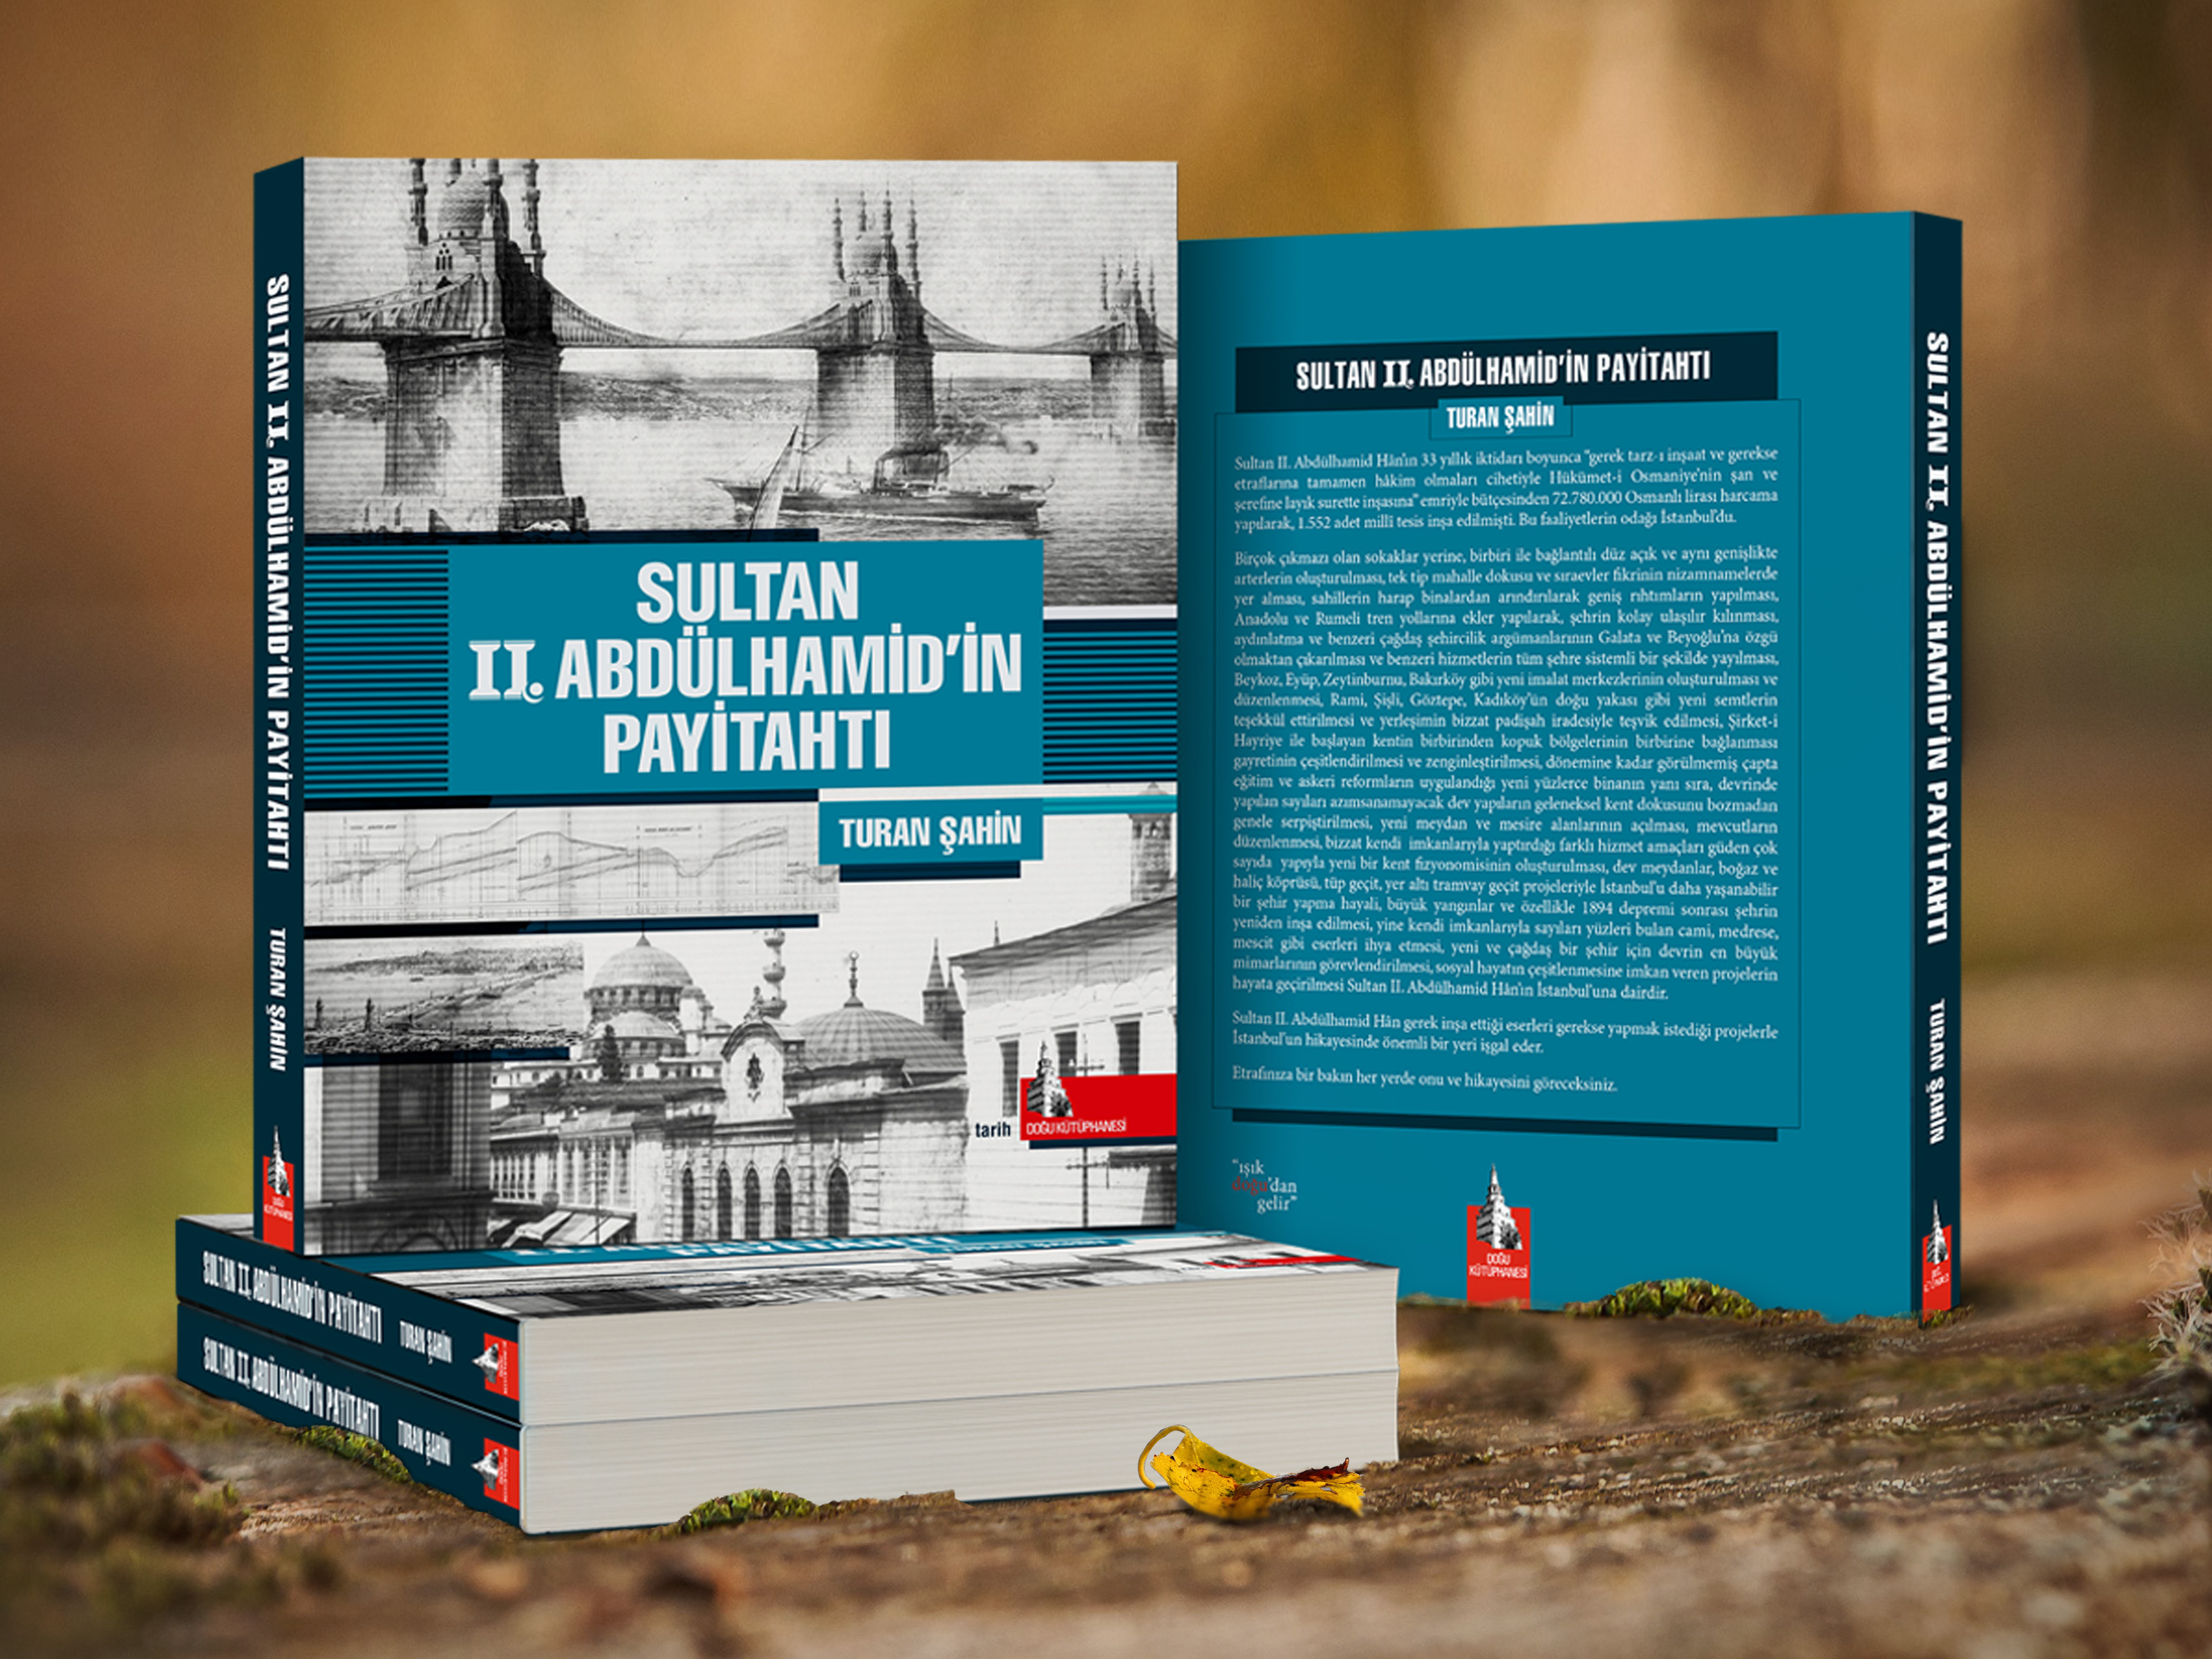 SULTAN II. ABDÜLHAMİD'İN PAYİTAHTI
TURAN ŞAHİN
DOĞU
KÜTÜPHANESİ
SULTAN
II. ABDÜLHAMİD'İN
PAYİTAHTI
TURAN ŞAHİN
tarih
DOĞU KÜTÜPHANESİ
SULTAN II. ABDÜLHAMİD'İN PAYİTAHTI
TURAN ŞAHİN
Sultan II. Abdülhamid Hân'ın 33 yıllık iktidarı boyunca "gerek tarz-ı inşaat ve gerekse
etraflarına tamamen hâkim olmaları cihetiyle Hükümet-i Osmaniye'nin şan ve
şerefine layık surette inşasına" emriyle bütçesinden 72.780.000 Osmanlı lirası harcama
yapılarak, 1.552 adet millî tesis inşa edilmişti. Bu faaliyetlerin odağı İstanbul'du.
Birçok çıkmazı olan sokaklar yerine, birbiri ile bağlantılı düz açık ve aynı genişlikte
arterlerin oluşturulması, tek tip mahalle dokusu ve sıraevler fikrinin nizamnamelerde
yer alması, sahillerin harap binalardan arındırılarak geniş rıhtımların yapılması,
Anadolu ve Rumeli tren yollarına ekler yapılarak, şehrin kolay ulaşılır kılınması,
aydınlatma ve benzeri çağdaş şehircilik argümanlarının Galata ve Beyoğlu'na özgü
olmaktan çıkarılması ve benzeri hizmetlerin tüm şehre sistemli bir şekilde yayılması,
Beykoz, Eyüp, Zeytinburnu, Bakırköy gibi yeni imalat merkezlerinin oluşturulması ve
düzenlenmesi, Rami, Şişli, Göztepe, Kadıköy'ün doğu yakası gibi yeni semtlerin
teşekkül ettirilmesi ve yerleşimin bizzat padişah iradesiyle teşvik edilmesi, Şirket-i
Hayriye ile başlayan kentin birbirinden kopuk bölgelerinin birbirine bağlanması
gayretinin çeşitlendirilmesi ve zenginleştirilmesi, dönemine kadar görülmemiş çapta
eğitim ve askeri reformların uygulandığı yeni yüzlerce binanın yanı sıra, devrinde
yapılan sayıları azımsanamayacak dev yapıların geleneksel kent dokusunu bozmadan
genele serpiştirilmesi, yeni meydan ve mesire alanlarının açılması, mevcutların
düzenlenmesi, bizzat kendi imkanlarıyla yaptırdığı farklı hizmet amaçları güden çok
sayıda yapıyla yeni bir kent fizyonomisinin oluşturulması, dev meydanlar, boğaz ve
haliç köprüsü, tüp geçit, yer altı tramvay geçit projeleriyle İstanbul'u daha yaşanabilir
bir şehir yapma hayali, büyük yangınlar ve özellikle 1894 depremi sonrası şehrin
yeniden inşa edilmesi, yine kendi imkanlarıyla sayıları yüzleri bulan cami, medrese,
mescit gibi eserleri ihya etmesi, yeni ve çağdaş bir şehir için devrin en büyük
mimarlarının görevlendirilmesi, sosyal hayatın çeşitlenmesine imkan veren projelerin
hayata geçirilmesi Sultan II. Abdülhamid Hân'ın İstanbul'una dairdir.
Sultan II. Abdülhamid Hân gerek inşa ettiği eserleri gerekse yapmak istediği projelerle
İstanbul'un hikayesinde önemli bir yeri işgal eder.
Etrafınıza bir bakın her yerde onu ve hikayesini göreceksiniz.
"ışık
doğu'dan
gelir"
DOĞU
KÜTÜPHANESİ
SULTAN II. ABDÜLHAMİD'İN PAYİTAHTI
TURAN ŞAHİN
PAYİTAHTI
SULTAN II. ABDÜLHAMİD'İN PAYİTAHTI TURAN ŞAHİN
SULTAN II. ABDÜLHAMİD'İN PAYİTAHTI TURAN ŞAHİN